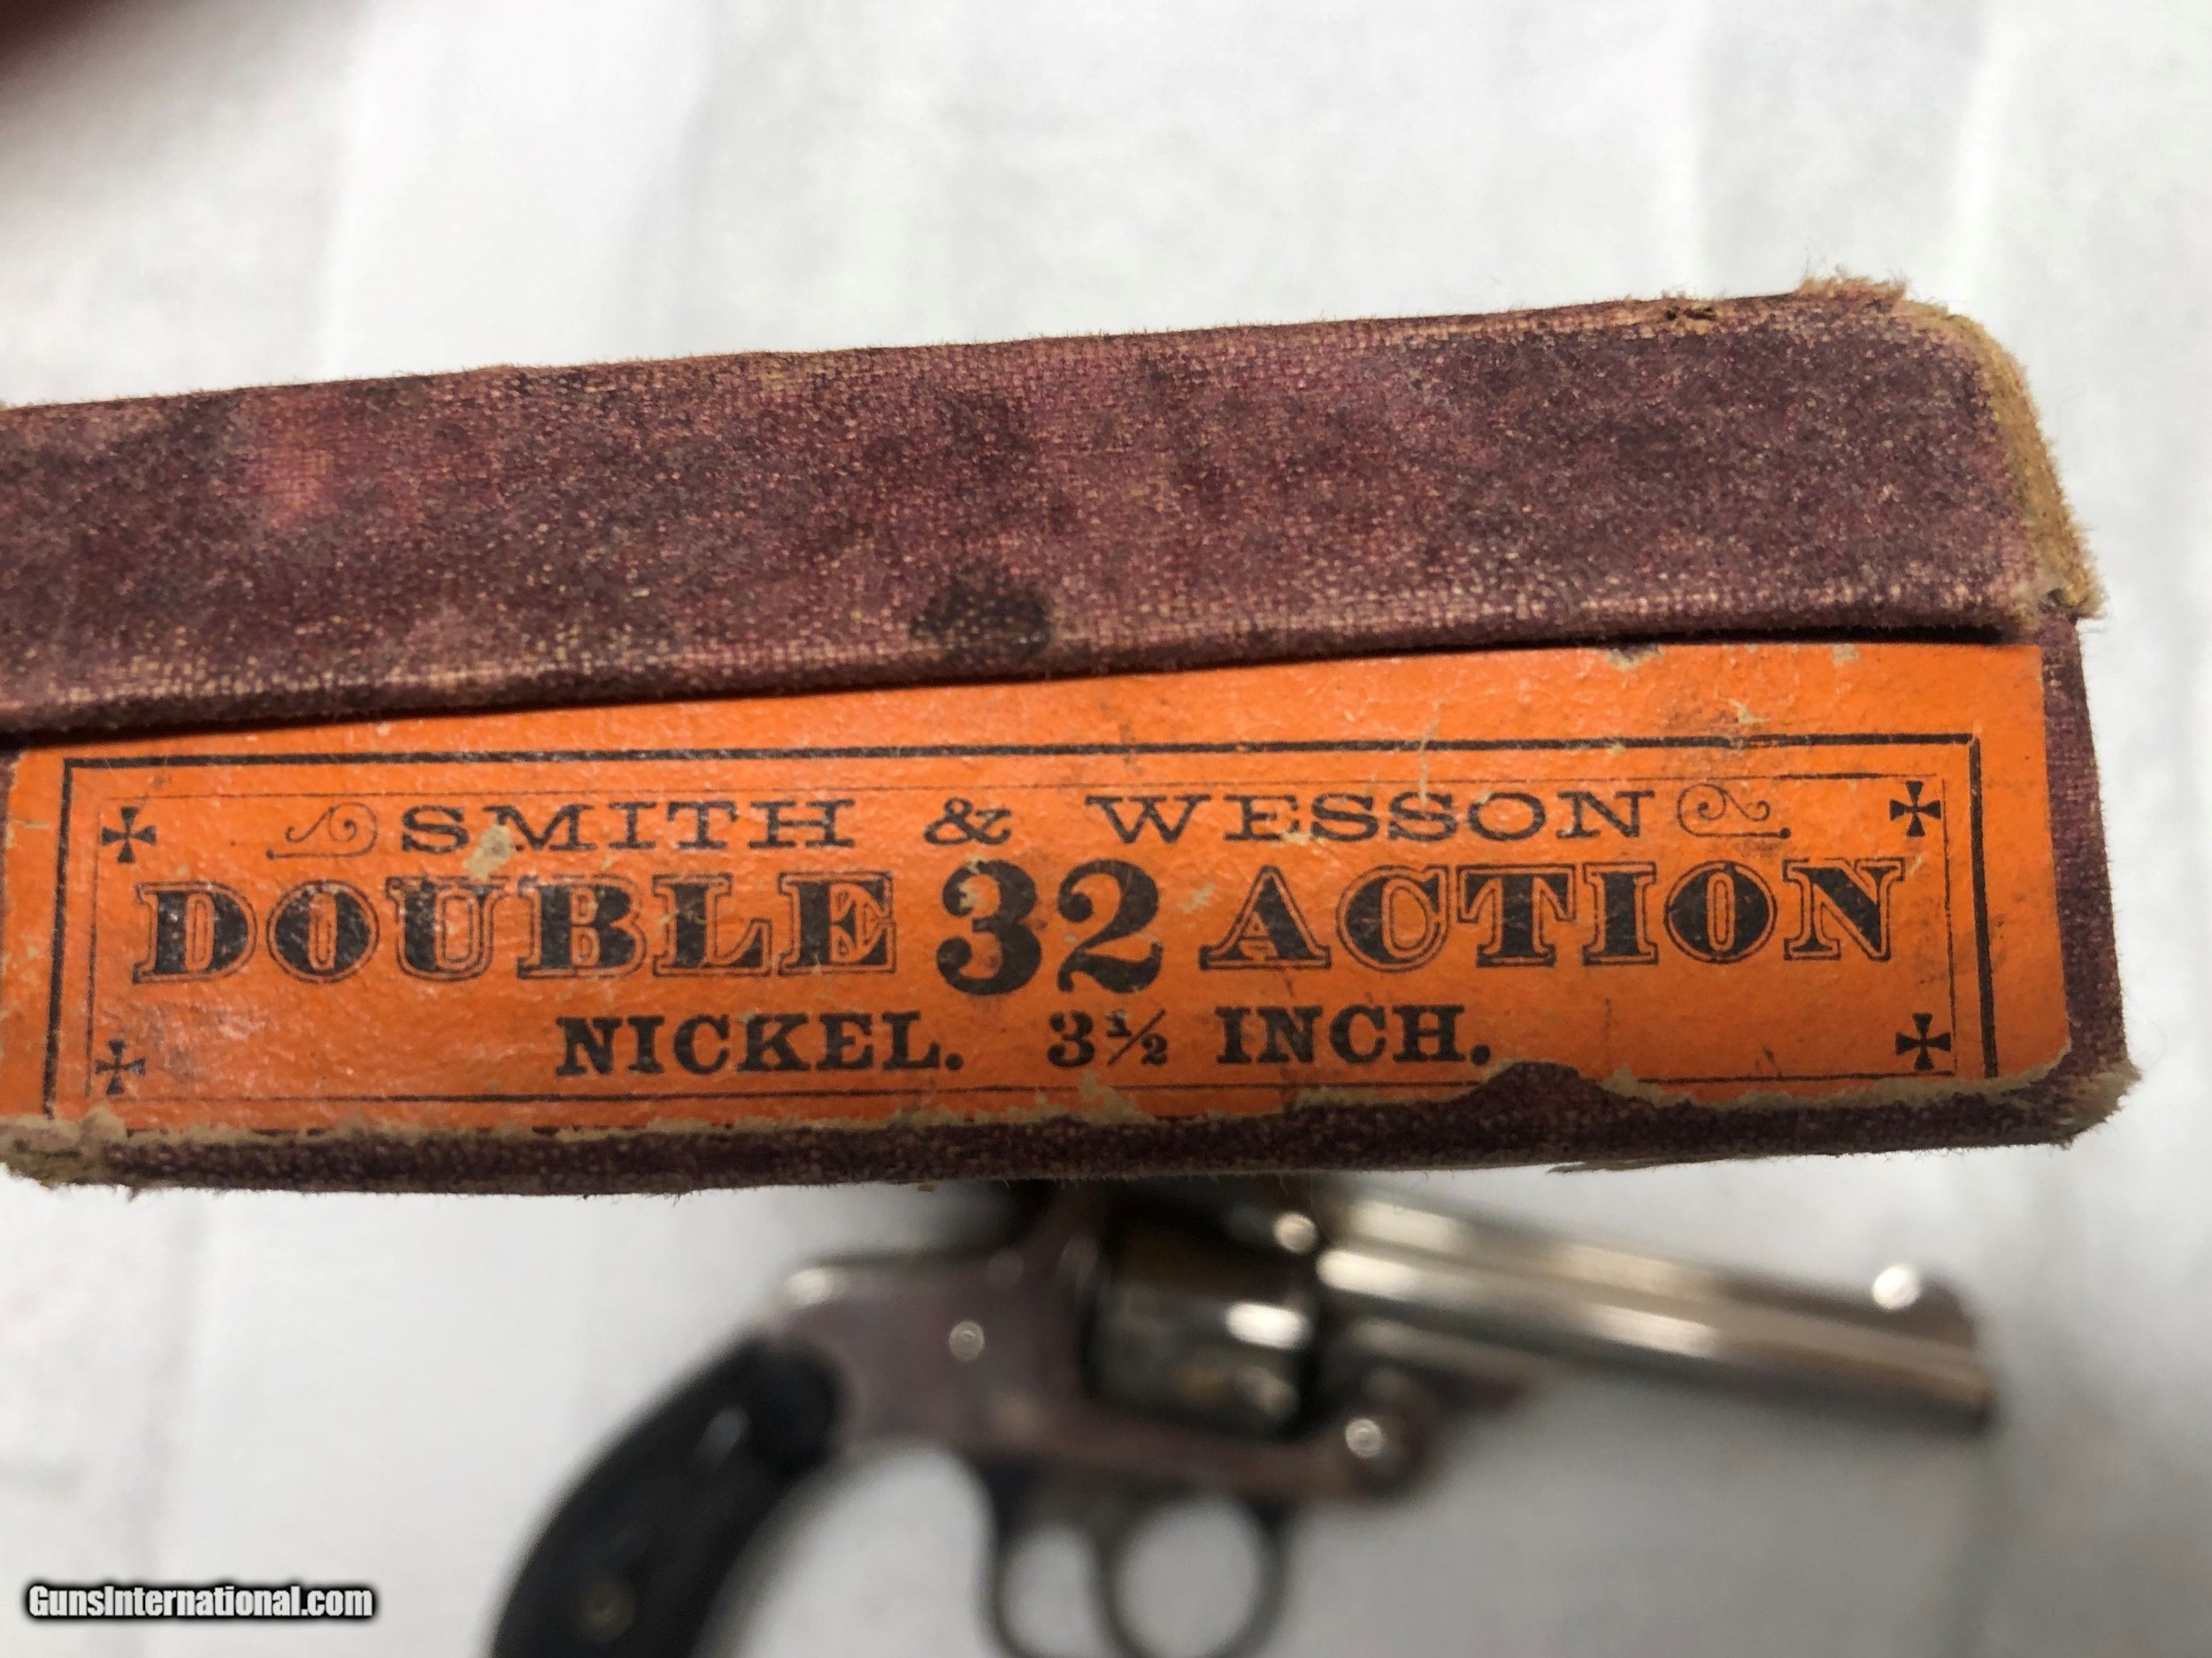 SMITH & WESSON
DOUBLE 32 ACTION
NICKEL. 3½ INCH.
GunsInternational.com